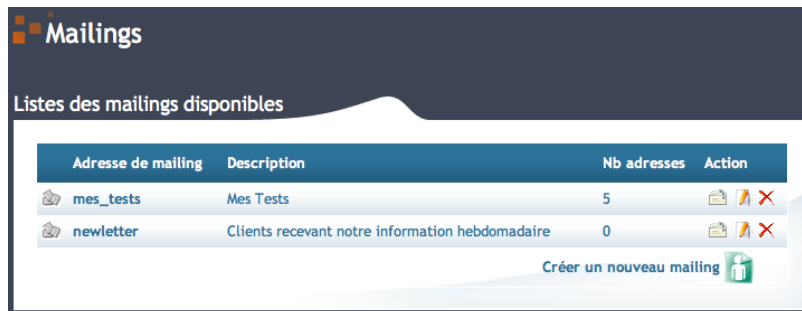 Mailings
Listes des mailings disponibles
Adresse de mailing Description Nb adresses Action
mes_tests Mes Tests 5
newletter Clients recevant notre information hebdomadaire 0
Créer un nouveau mailing